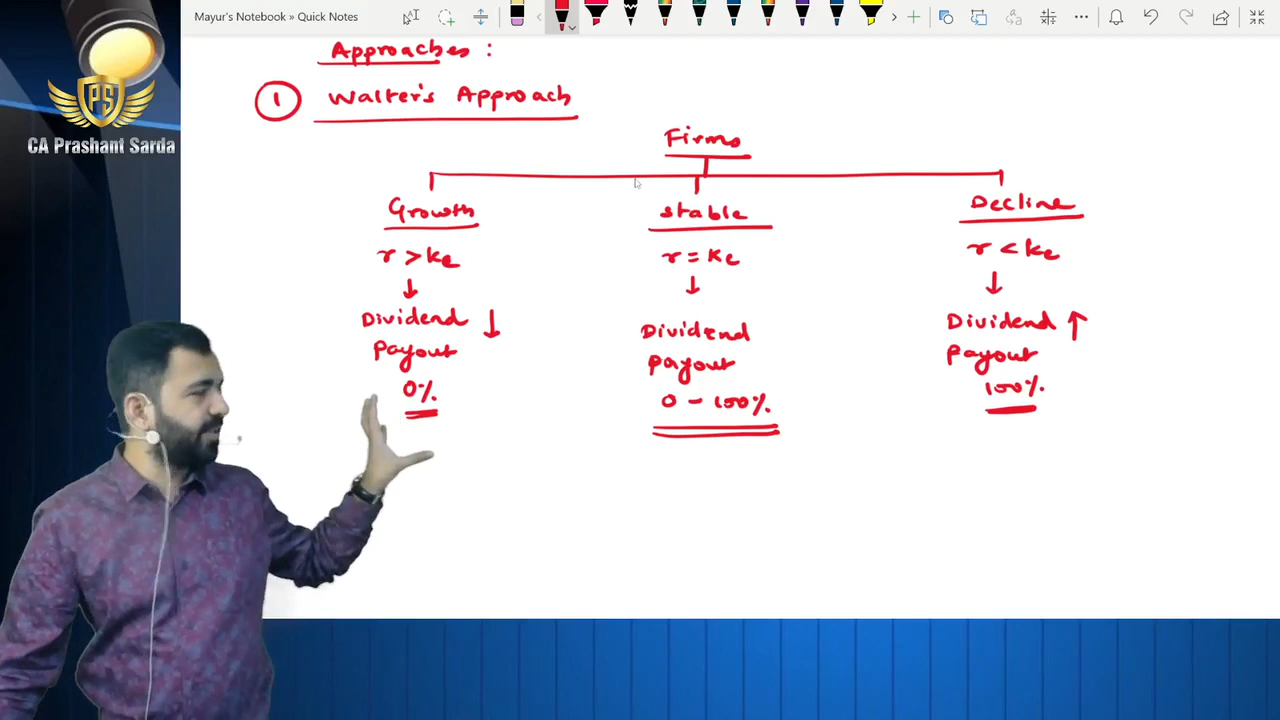 Mayur's Notebook » Quick Notes
PS
CA Prashant Sarda
Approaches :
1 Walter's Approach
Firms
Growth
r > ke
↓
Dividend ↓
Payout
0%
Stable
r = ke
↓
Dividend
Payout
0 - 100%
Decline
r < ke
↓
Dividend ↑
Payout
100%